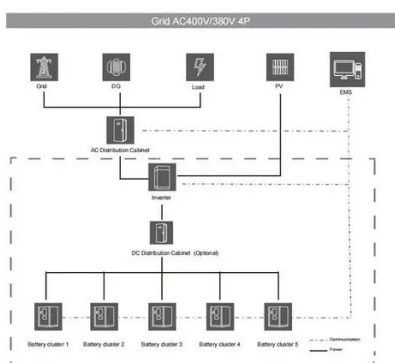 Grid AC400V/380V 4P
Grid DG Load PV EMS
AC Distribution Cabinet
Inverter
DC Distribution Cabinet (Optional)
Battery cluster 1 Battery cluster 2 Battery cluster 3 Battery cluster 4 Battery cluster 5
Communication
Power